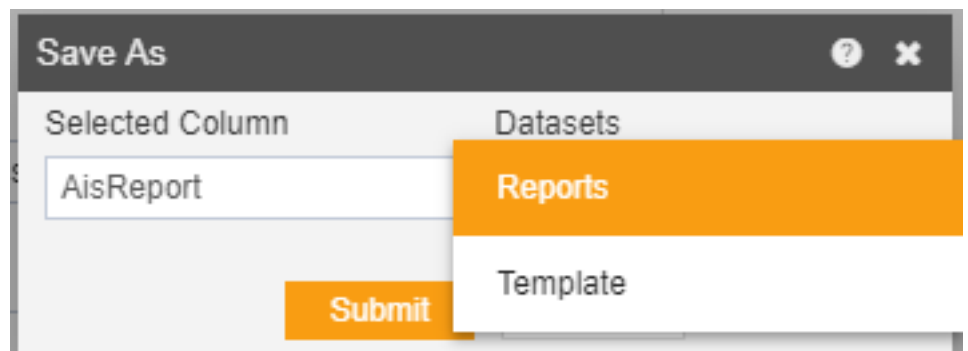 Save As
Selected Column
Datasets
AisReport
Reports
Template
Submit